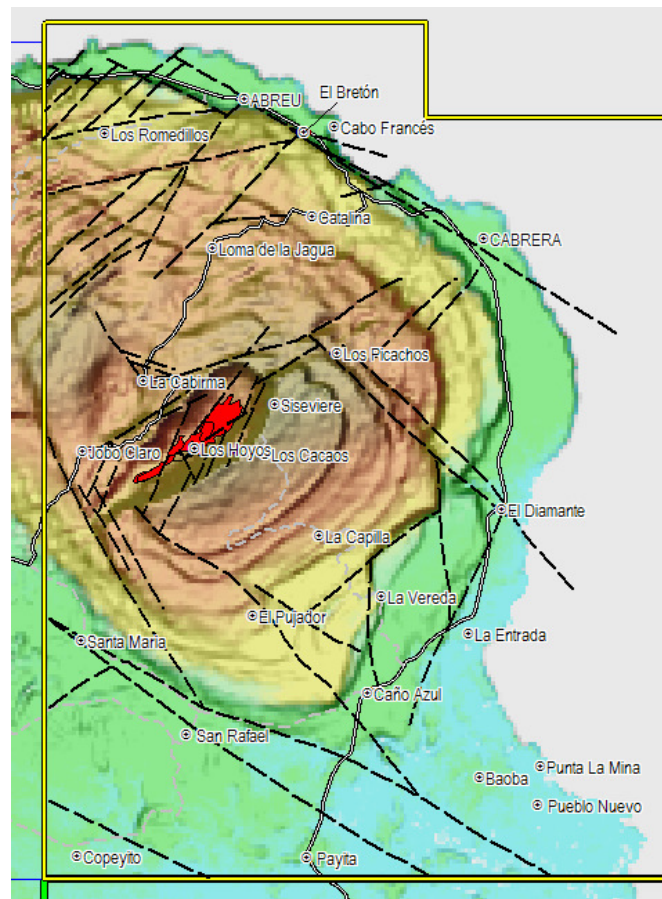 El Bretón
ABREU
Cabo Francés
Los Romedillos
Gatalina
CABRERA
Loma de la Jagua
Los Picachos
La Cabirma
Siseviere
Jobo Claro
Los Hoyos
Los Cacaos
El Diamante
La Capilla
La Vereda
El Pujador
La Entrada
Santa Maria
Caño Azul
San Rafael
Punta La Mina
Baoba
Pueblo Nuevo
Copeyito
Payita